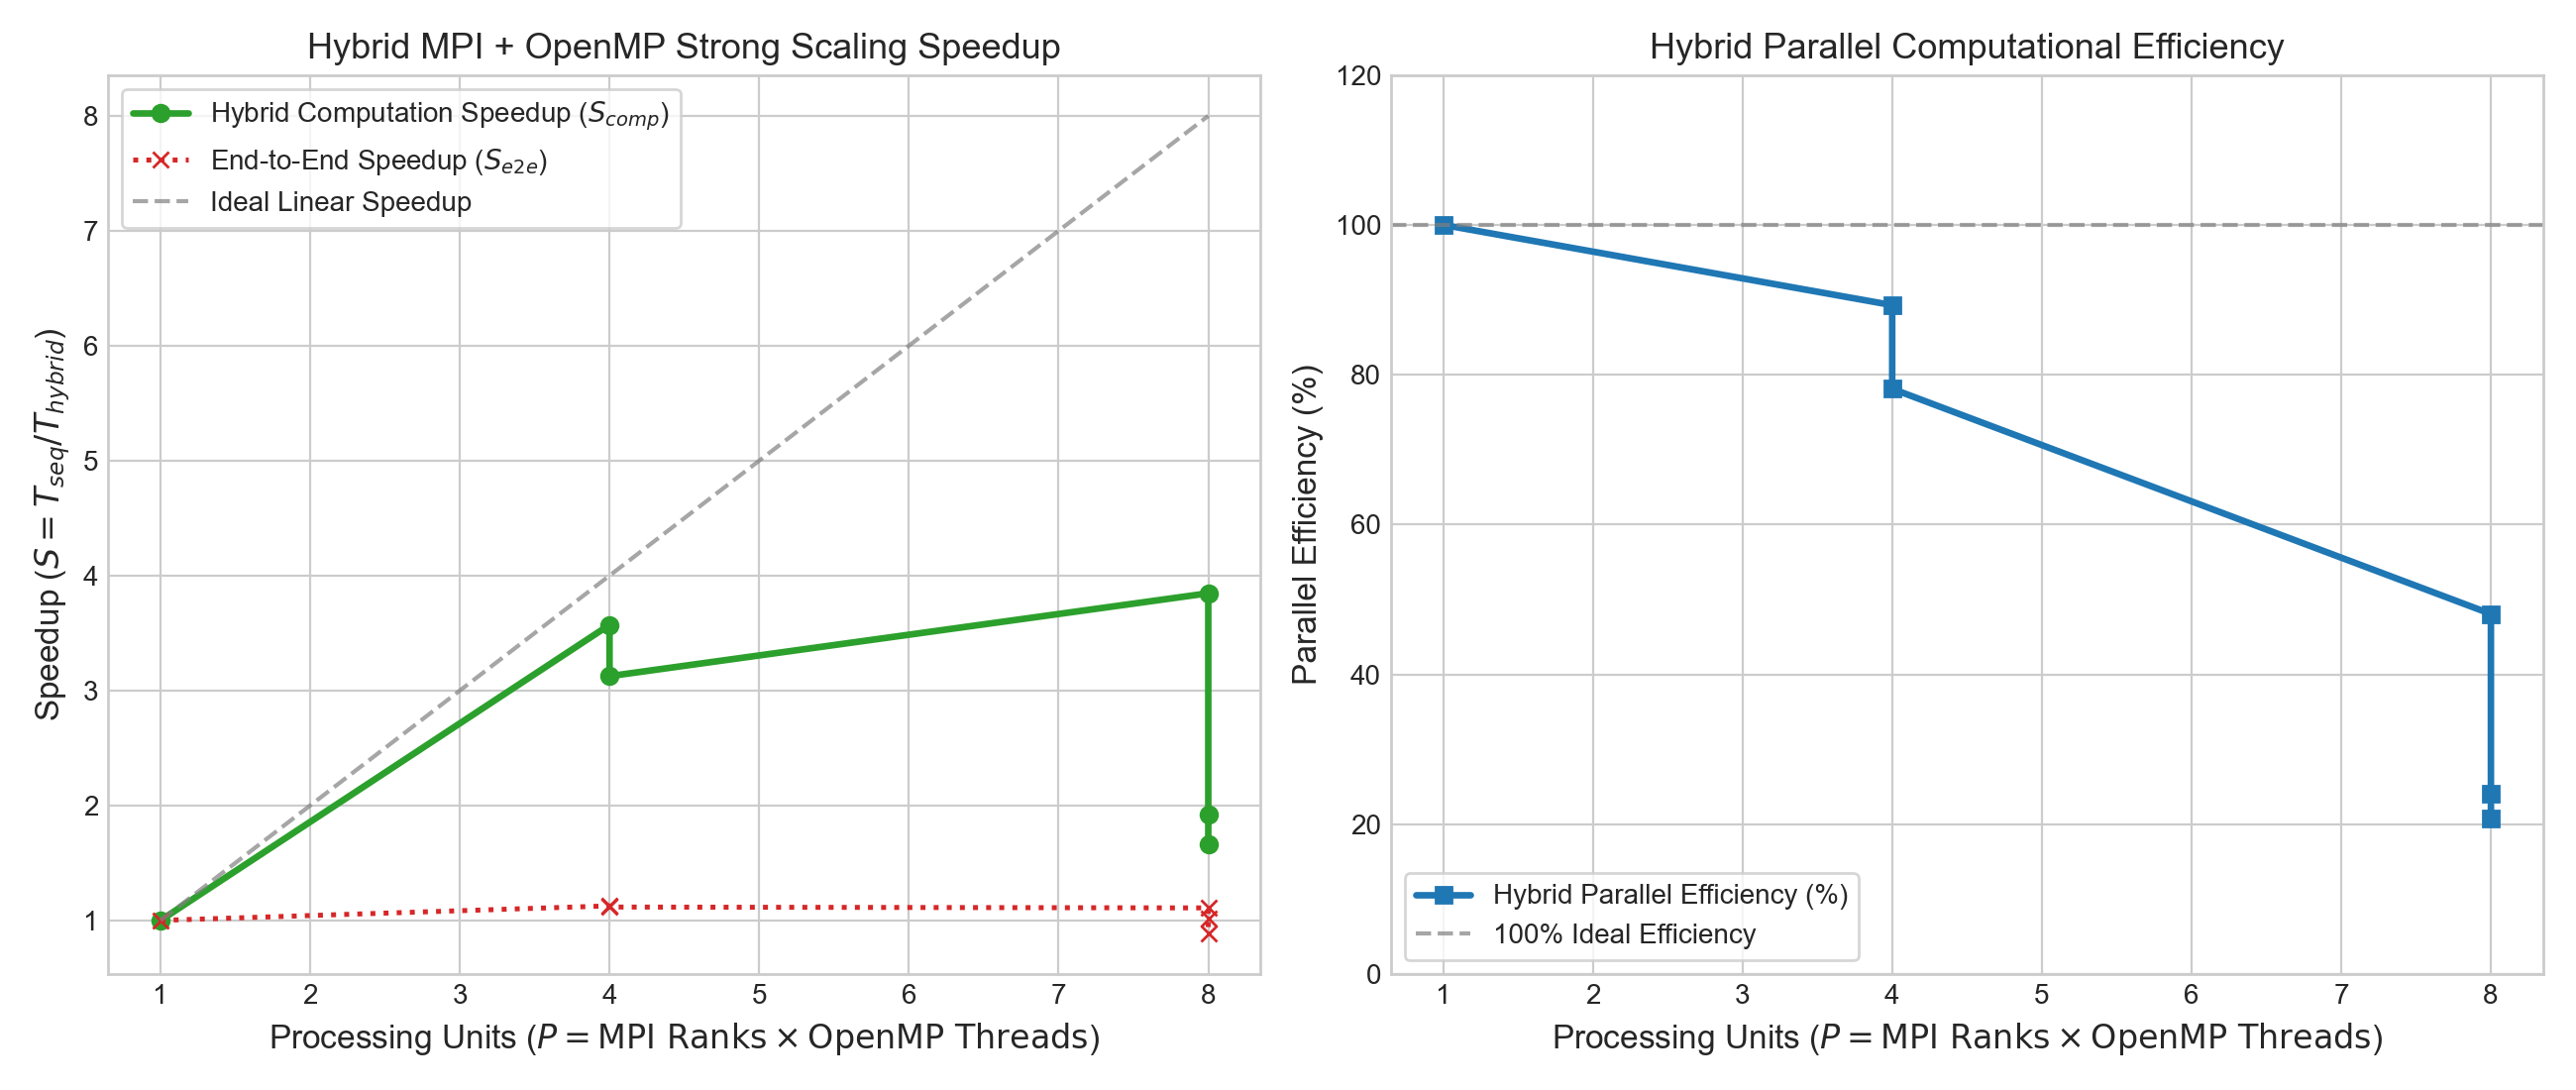 Hybrid MPI + OpenMP Strong Scaling Speedup
Hybrid Computation Speedup (S_comp)
End-to-End Speedup (S_e2e)
Ideal Linear Speedup
Speedup (S = T_seq/T_hybrid)
8
7
6
5
4
3
2
1
1 2 3 4 5 6 7 8
Processing Units (P = MPI Ranks × OpenMP Threads)
Hybrid Parallel Computational Efficiency
Parallel Efficiency (%)
120
100
80
60
40
20
0
Hybrid Parallel Efficiency (%)
100% Ideal Efficiency
1 2 3 4 5 6 7 8
Processing Units (P = MPI Ranks × OpenMP Threads)